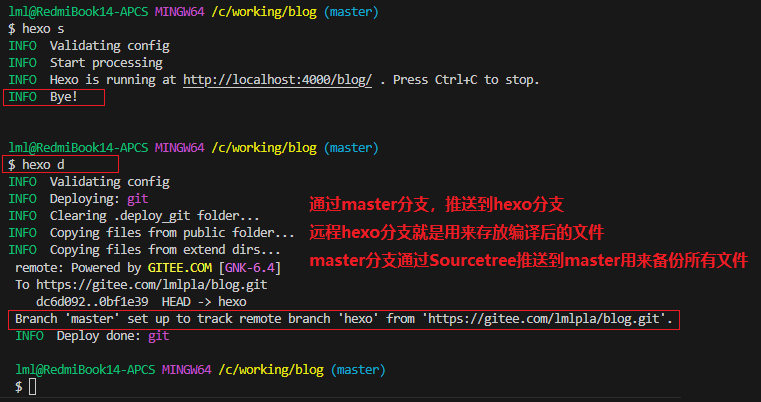 lml@RedmiBook14-APCS MINGW64 /c/working/blog (master)
$ hexo s
INFO  Validating config
INFO  Start processing
INFO  Hexo is running at http://localhost:4000/blog/ . Press Ctrl+C to stop.
INFO  Bye!
lml@RedmiBook14-APCS MINGW64 /c/working/blog (master)
$ hexo d
INFO  Validating config
INFO  Deploying: git
INFO  Clearing .deploy_git folder...
INFO  Copying files from public folder...
INFO  Copying files from extend dirs...
通过master分支，推送到hexo分支
远程hexo分支就是用来存放编译后的文件
master分支通过Sourcetree推送到master用来备份所有文件
remote: Powered by GITEE.COM [GNK-6.4]
To https://gitee.com/lmlpla/blog.git
dc6d092..0bf1e39  HEAD -> hexo
Branch 'master' set up to track remote branch 'hexo' from 'https://gitee.com/lmlpla/blog.git'.
INFO  Deploy done: git
lml@RedmiBook14-APCS MINGW64 /c/working/blog (master)
$